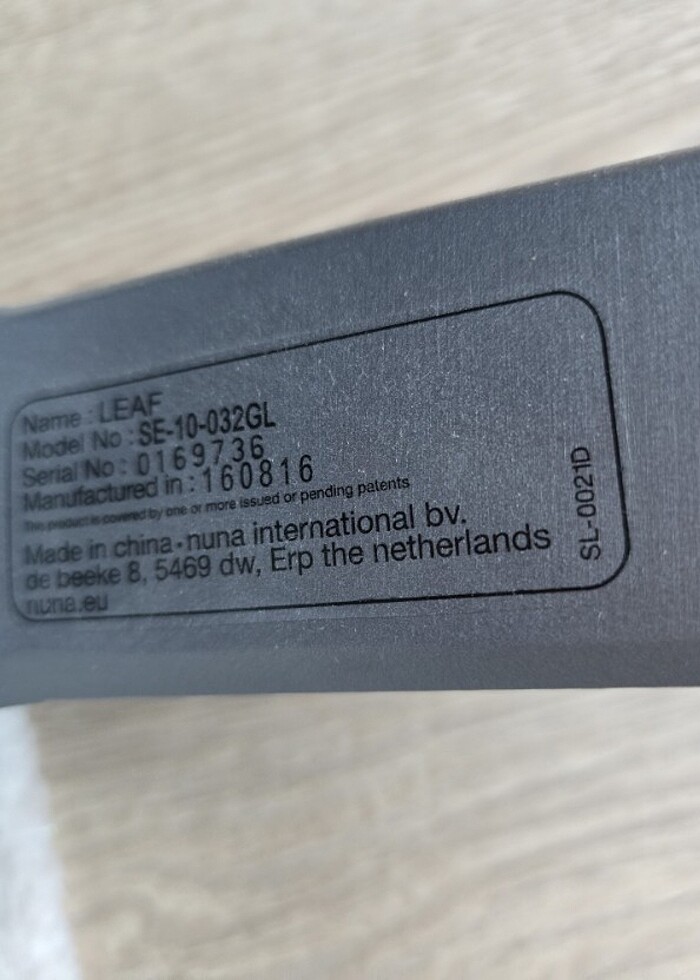 Name : LEAF
Model No : SE-10-032GL
Serial No : 0169736
Manufactured in : 160816
This product is covered by one or more issued or pending patents
Made in china · nuna international bv.
de beeke 8, 5469 dw, Erp the netherlands
nuna.eu
SL-0021D